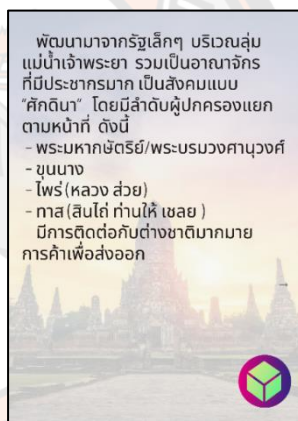 พัฒนามาจากรัฐเล็กๆ บริเวณลุ่ม
แม่น้ำเจ้าพระยา รวมเป็นอาณาจักร
ที่มีประชากรมาก เป็นสังคมแบบ
“ศักดินา” โดยมีลำดับผู้ปกครองแยก
ตามหน้าที่ ดังนี้
- พระมหากษัตริย์/พระบรมวงศานุวงศ์
- ขุนนาง
- ไพร่(หลวง ส่วย)
- ทาส(สินไถ่ ท่านให้ เชลย )
มีการติดต่อกับต่างชาติมากมาย
การค้าเพื่อส่งออก